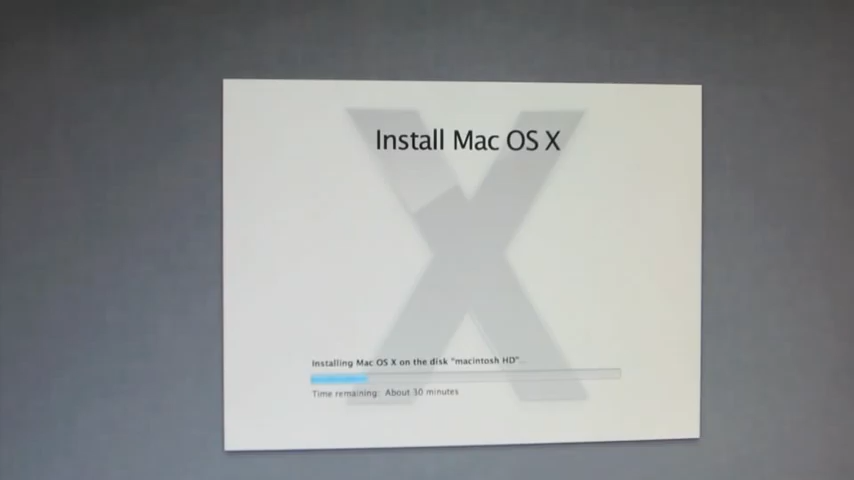 Install Mac OS X
Installing Mac OS X on the disk "macintosh HD"...
Time remaining: About 30 minutes